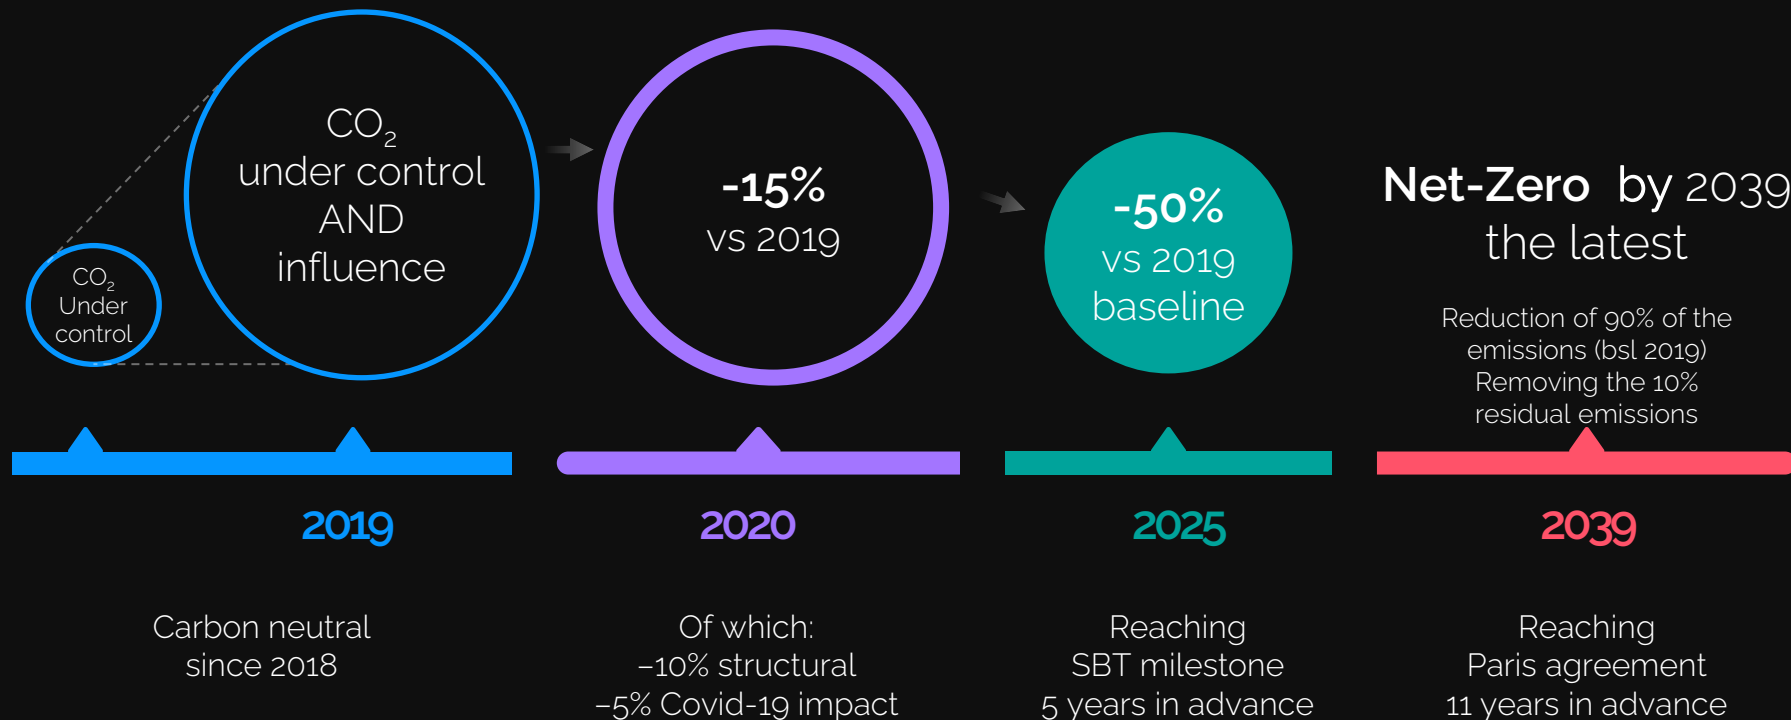 CO₂
Under
control
CO₂
under control
AND
influence
-15%
vs 2019
-50%
vs 2019
baseline
Net-Zero by 2039
the latest
Reduction of 90% of the
emissions (bsl 2019)
Removing the 10%
residual emissions
2019
2020
2025
2039
Carbon neutral
since 2018
Of which:
–10% structural
–5% Covid-19 impact
Reaching
SBT milestone
5 years in advance
Reaching
Paris agreement
11 years in advance